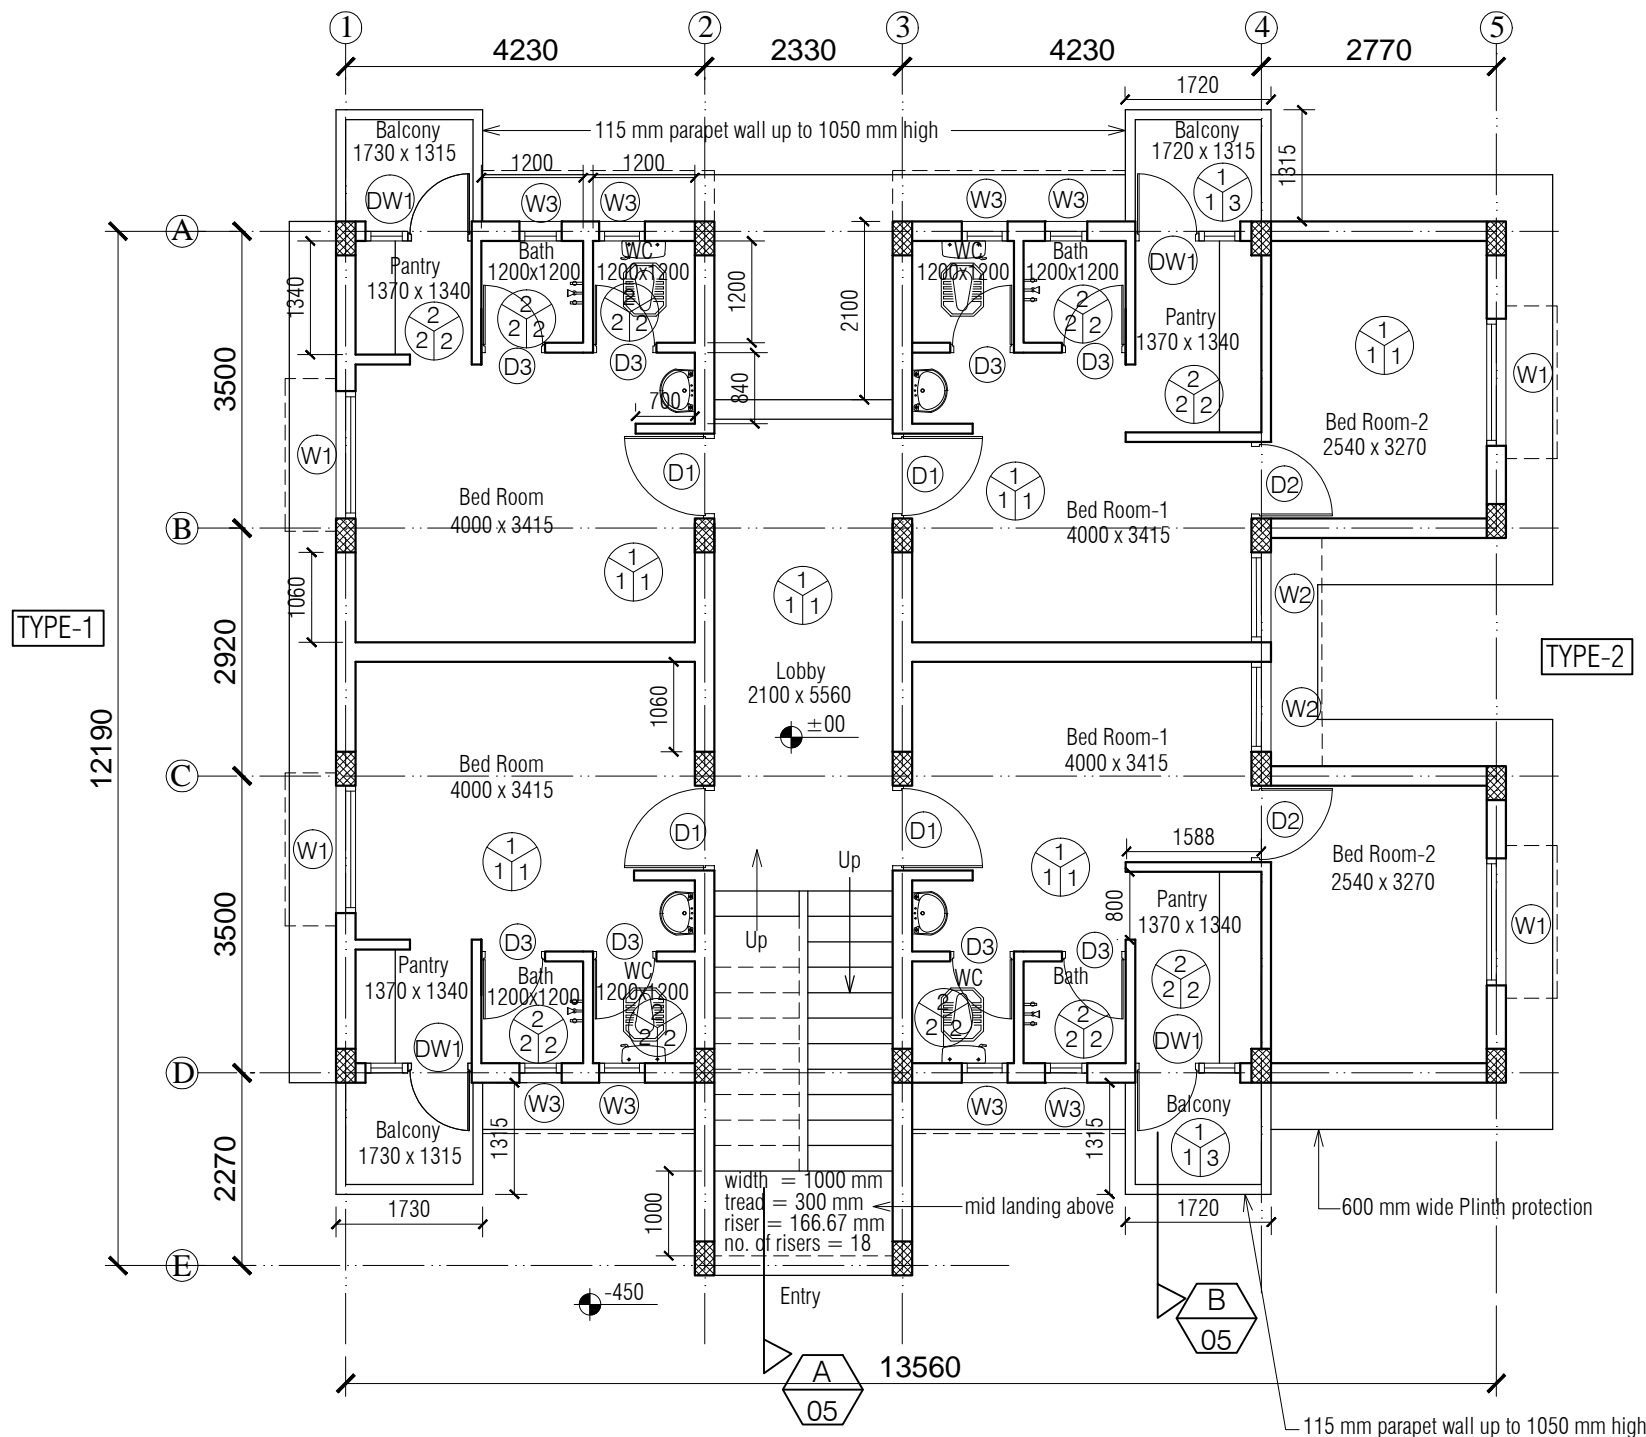 1 2 3 4 5
4230 2330 4230 2770
1720
Balcony
1730 x 1315
115 mm parapet wall up to 1050 mm high
Balcony
1720 x 1315
1315
1200 1200
DW1 W3 W3 W3 W3
1
1 3
A
Pantry
1370 x 1340
Bath
1200x1200
WC
1200x1200
WC
1200x1200
Bath
1200x1200
DW1
1340
1200
2100
2
2 2
2
2 2
2
2 2
2
2 2
Pantry
1370 x 1340
1
1 1
D3 D3 D3 D3
W1
3500
840
700
2
2 2
Bed Room-2
2540 x 3270
W1
D1 D1
D2
Bed Room
4000 x 3415
1
1 1
Bed Room-1
4000 x 3415
B
1
1 1
1
1 1
1060
W2
TYPE-1
2920
TYPE-2
Lobby
2100 x 5560
±00
1060
W2
12190
Bed Room
4000 x 3415
Bed Room-1
4000 x 3415
C
W1
D1 D1
D2
1588
1
1 1
Up
1
1 1
Bed Room-2
2540 x 3270
3500
Up
800
Pantry
1370 x 1340
W1
D3 D3 D3 D3
Pantry
1370 x 1340
Bath
1200x1200
WC
1200x1200
WC
Bath
2
2 2
DW1
2
2 2
2
2 2
2
2 2
2
2 2
DW1
D
W3 W3 W3 W3
Balcony
1730 x 1315
1315
1315
Balcony
1
1 3
2270
1000
width = 1000 mm
tread = 300 mm
riser = 166.67 mm
no. of risers = 18
mid landing above
1730
1720
600 mm wide Plinth protection
E
-450
Entry
B
05
13560
A
05
115 mm parapet wall up to 1050 mm high